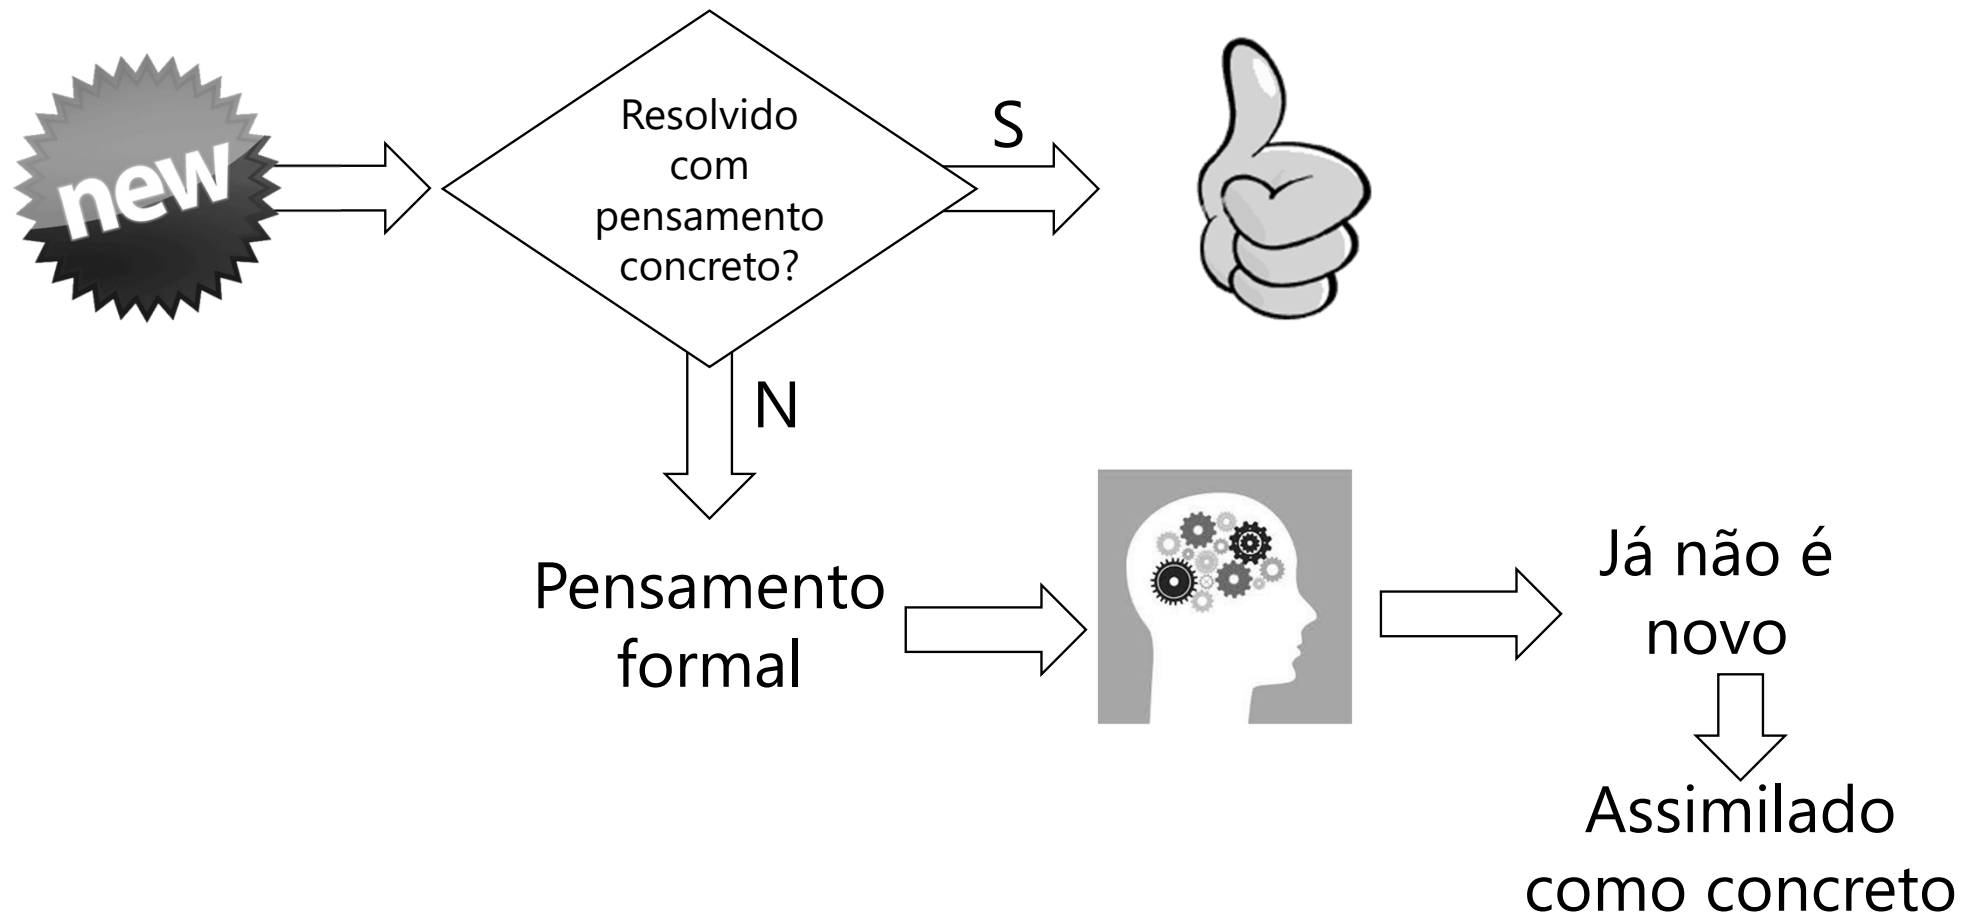 new
Resolvido
com
pensamento
concreto?
S
N
Pensamento
formal
Já não é
novo
Assimilado
como concreto